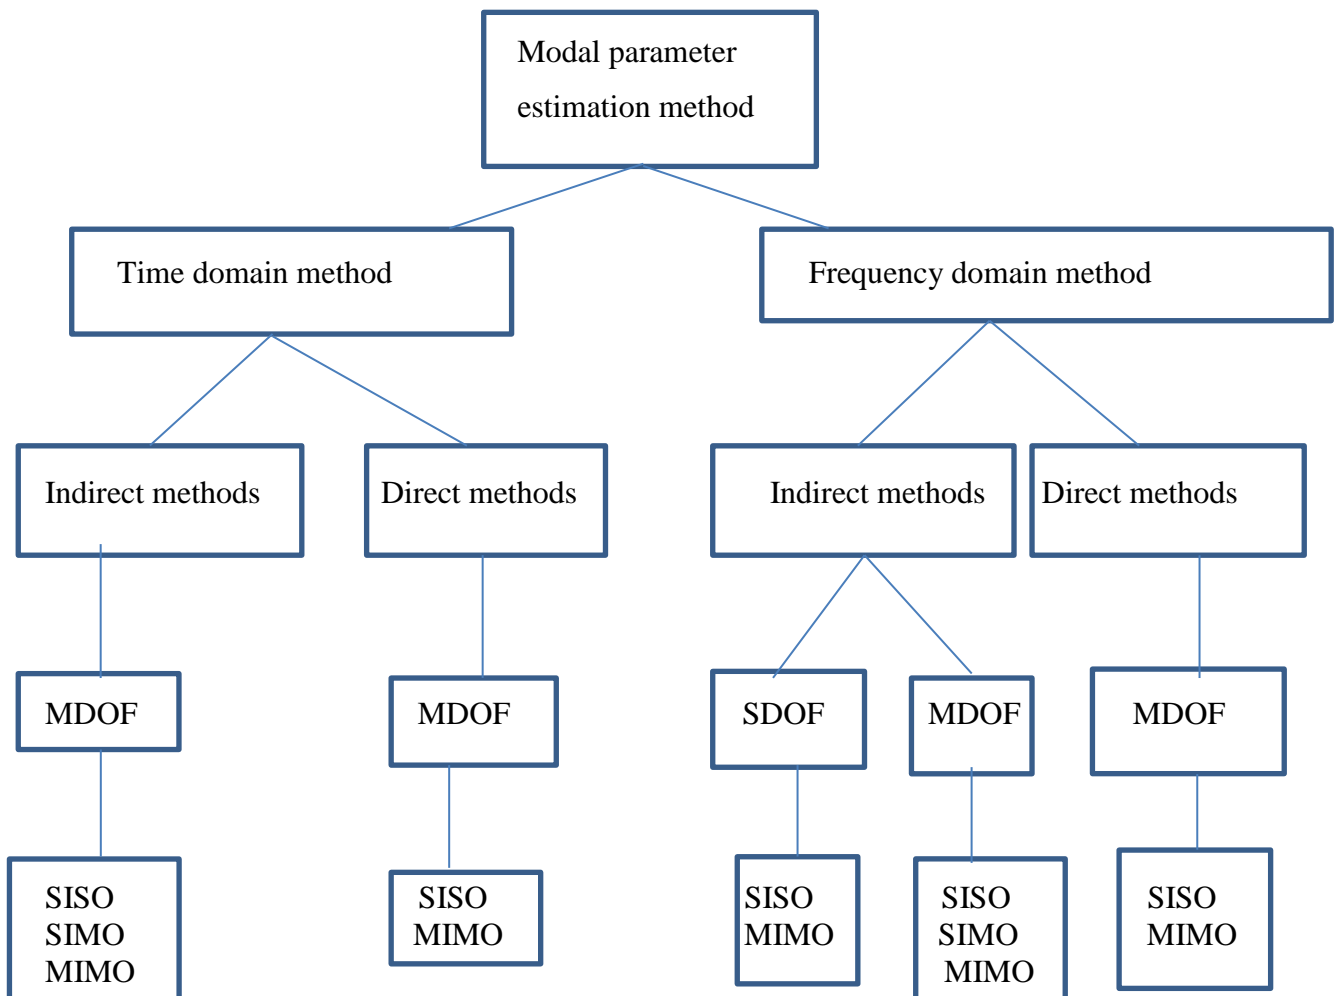 Modal parameter
estimation method
Time domain method
Frequency domain method
Indirect methods
Direct methods
Indirect methods
Direct methods
MDOF
MDOF
SDOF
MDOF
MDOF
SISO
SIMO
MIMO
SISO
MIMO
SISO
MIMO
SISO
SIMO
MIMO
SISO
MIMO